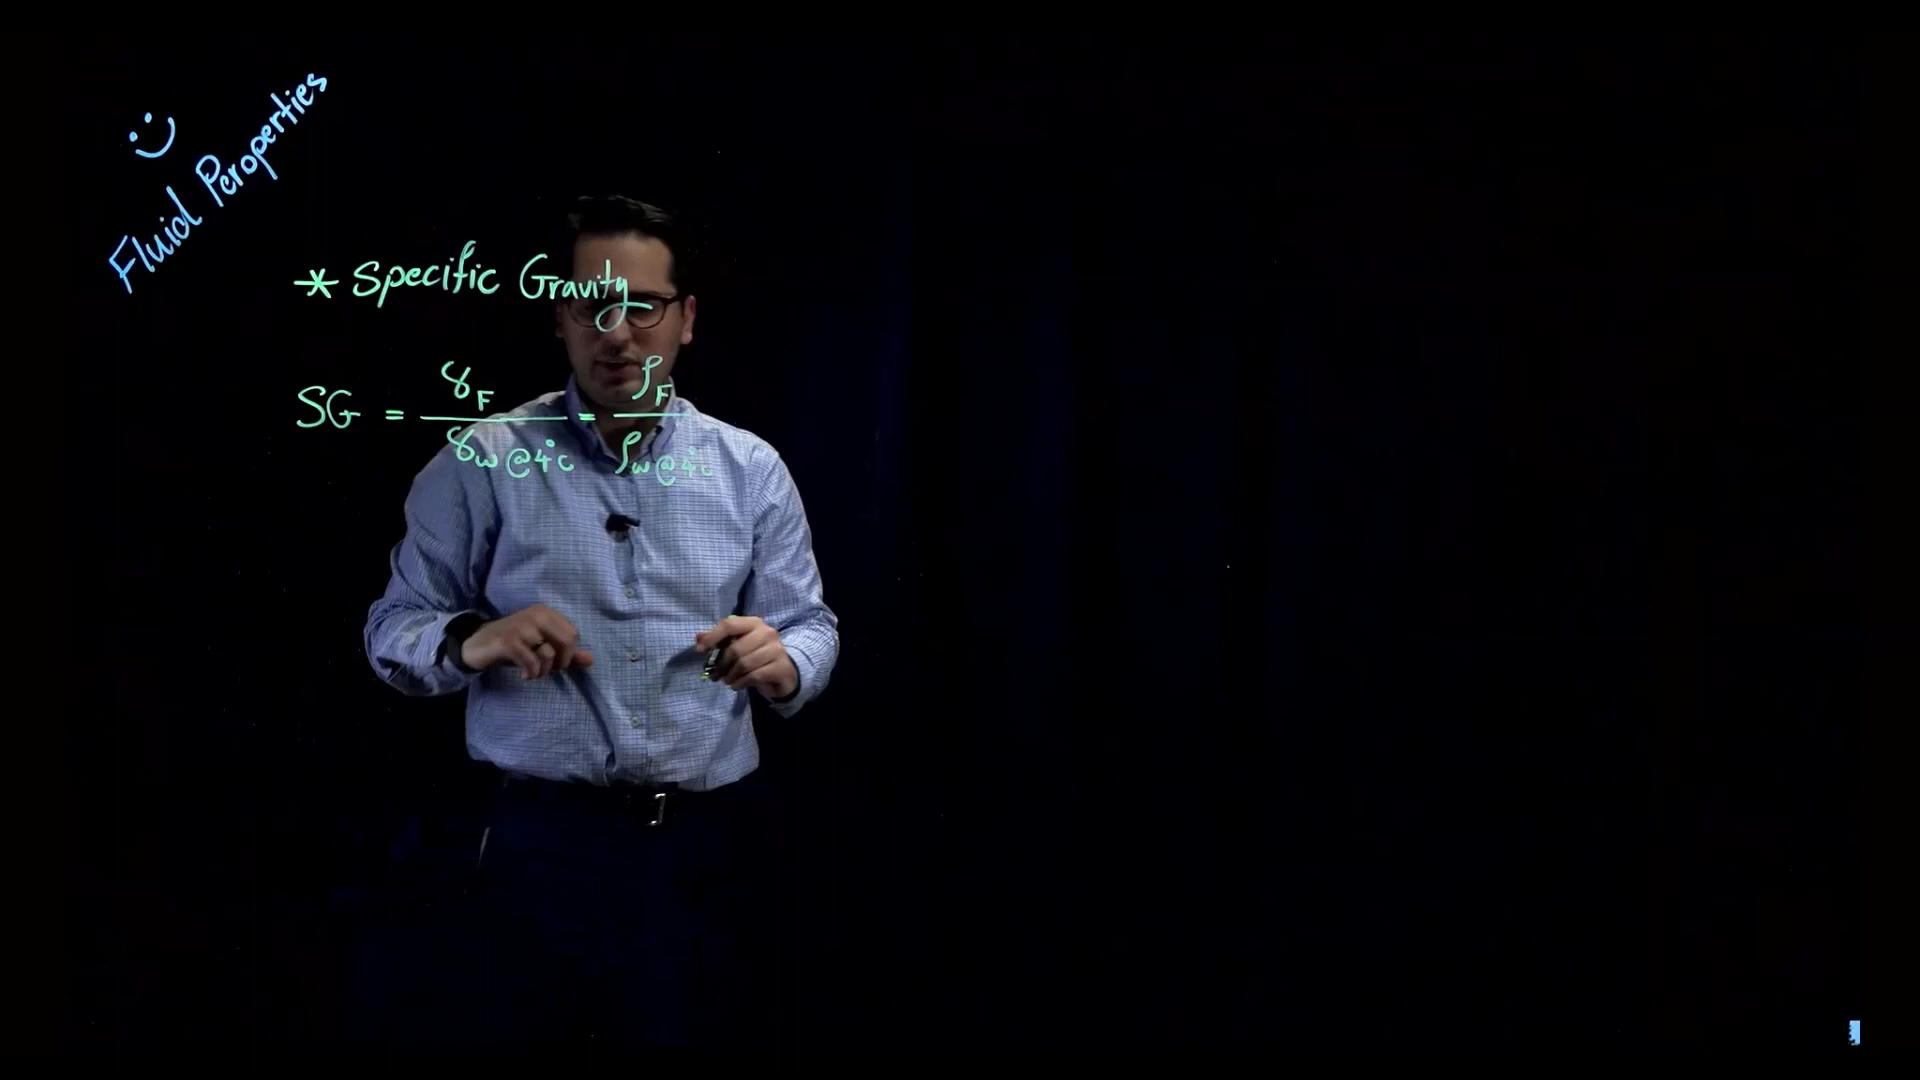 Fluid Peroperties
* Specific Gravity
SG = γF / γw@4°c = ρF / ρw@4°c